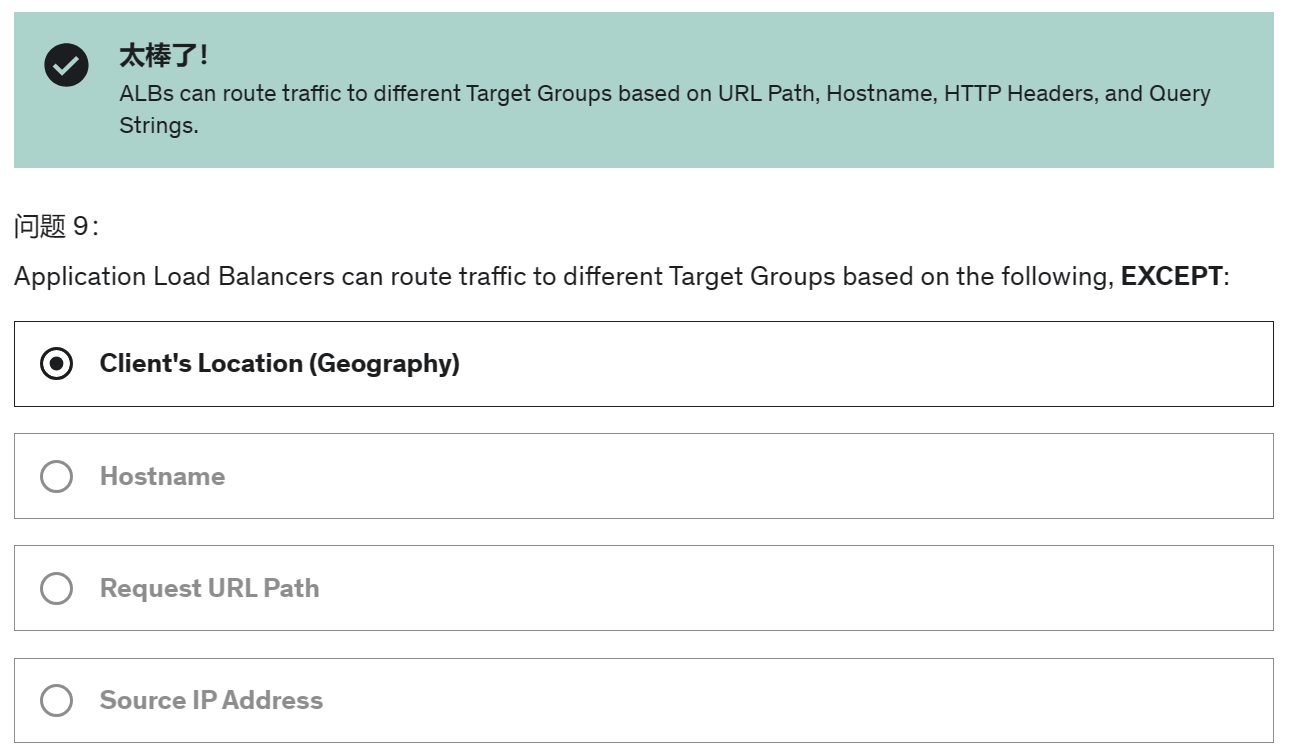 太棒了！
ALBs can route traffic to different Target Groups based on URL Path, Hostname, HTTP Headers, and Query
Strings.
问题 9：
Application Load Balancers can route traffic to different Target Groups based on the following, EXCEPT:
Client's Location (Geography)
Hostname
Request URL Path
Source IP Address